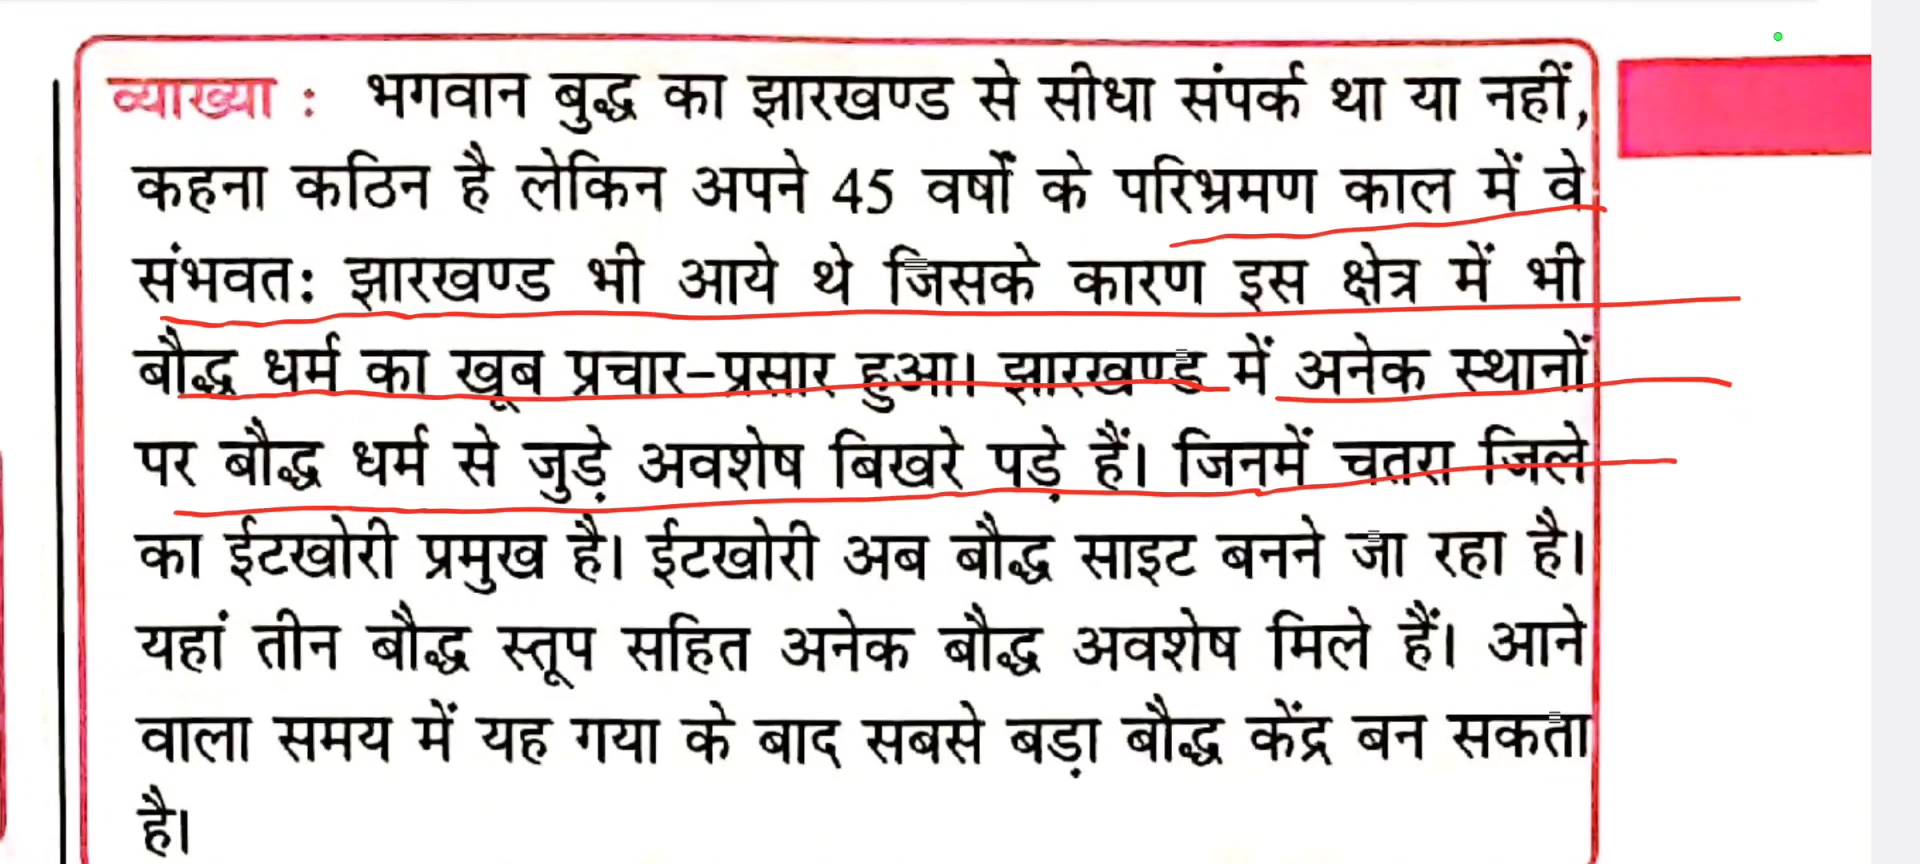 व्याख्या : भगवान बुद्ध का झारखण्ड से सीधा संपर्क था या नहीं,
कहना कठिन है लेकिन अपने 45 वर्षों के परिभ्रमण काल में वे
संभवत: झारखण्ड भी आये थे जिसके कारण इस क्षेत्र में भी
बौद्ध धर्म का खूब प्रचार-प्रसार हुआ। झारखण्ड में अनेक स्थानों
पर बौद्ध धर्म से जुड़े अवशेष बिखरे पड़े हैं। जिनमें चतरा जिले
का ईटखोरी प्रमुख है। ईटखोरी अब बौद्ध साइट बनने जा रहा है।
यहां तीन बौद्ध स्तूप सहित अनेक बौद्ध अवशेष मिले हैं। आने
वाला समय में यह गया के बाद सबसे बड़ा बौद्ध केंद्र बन सकता
है।